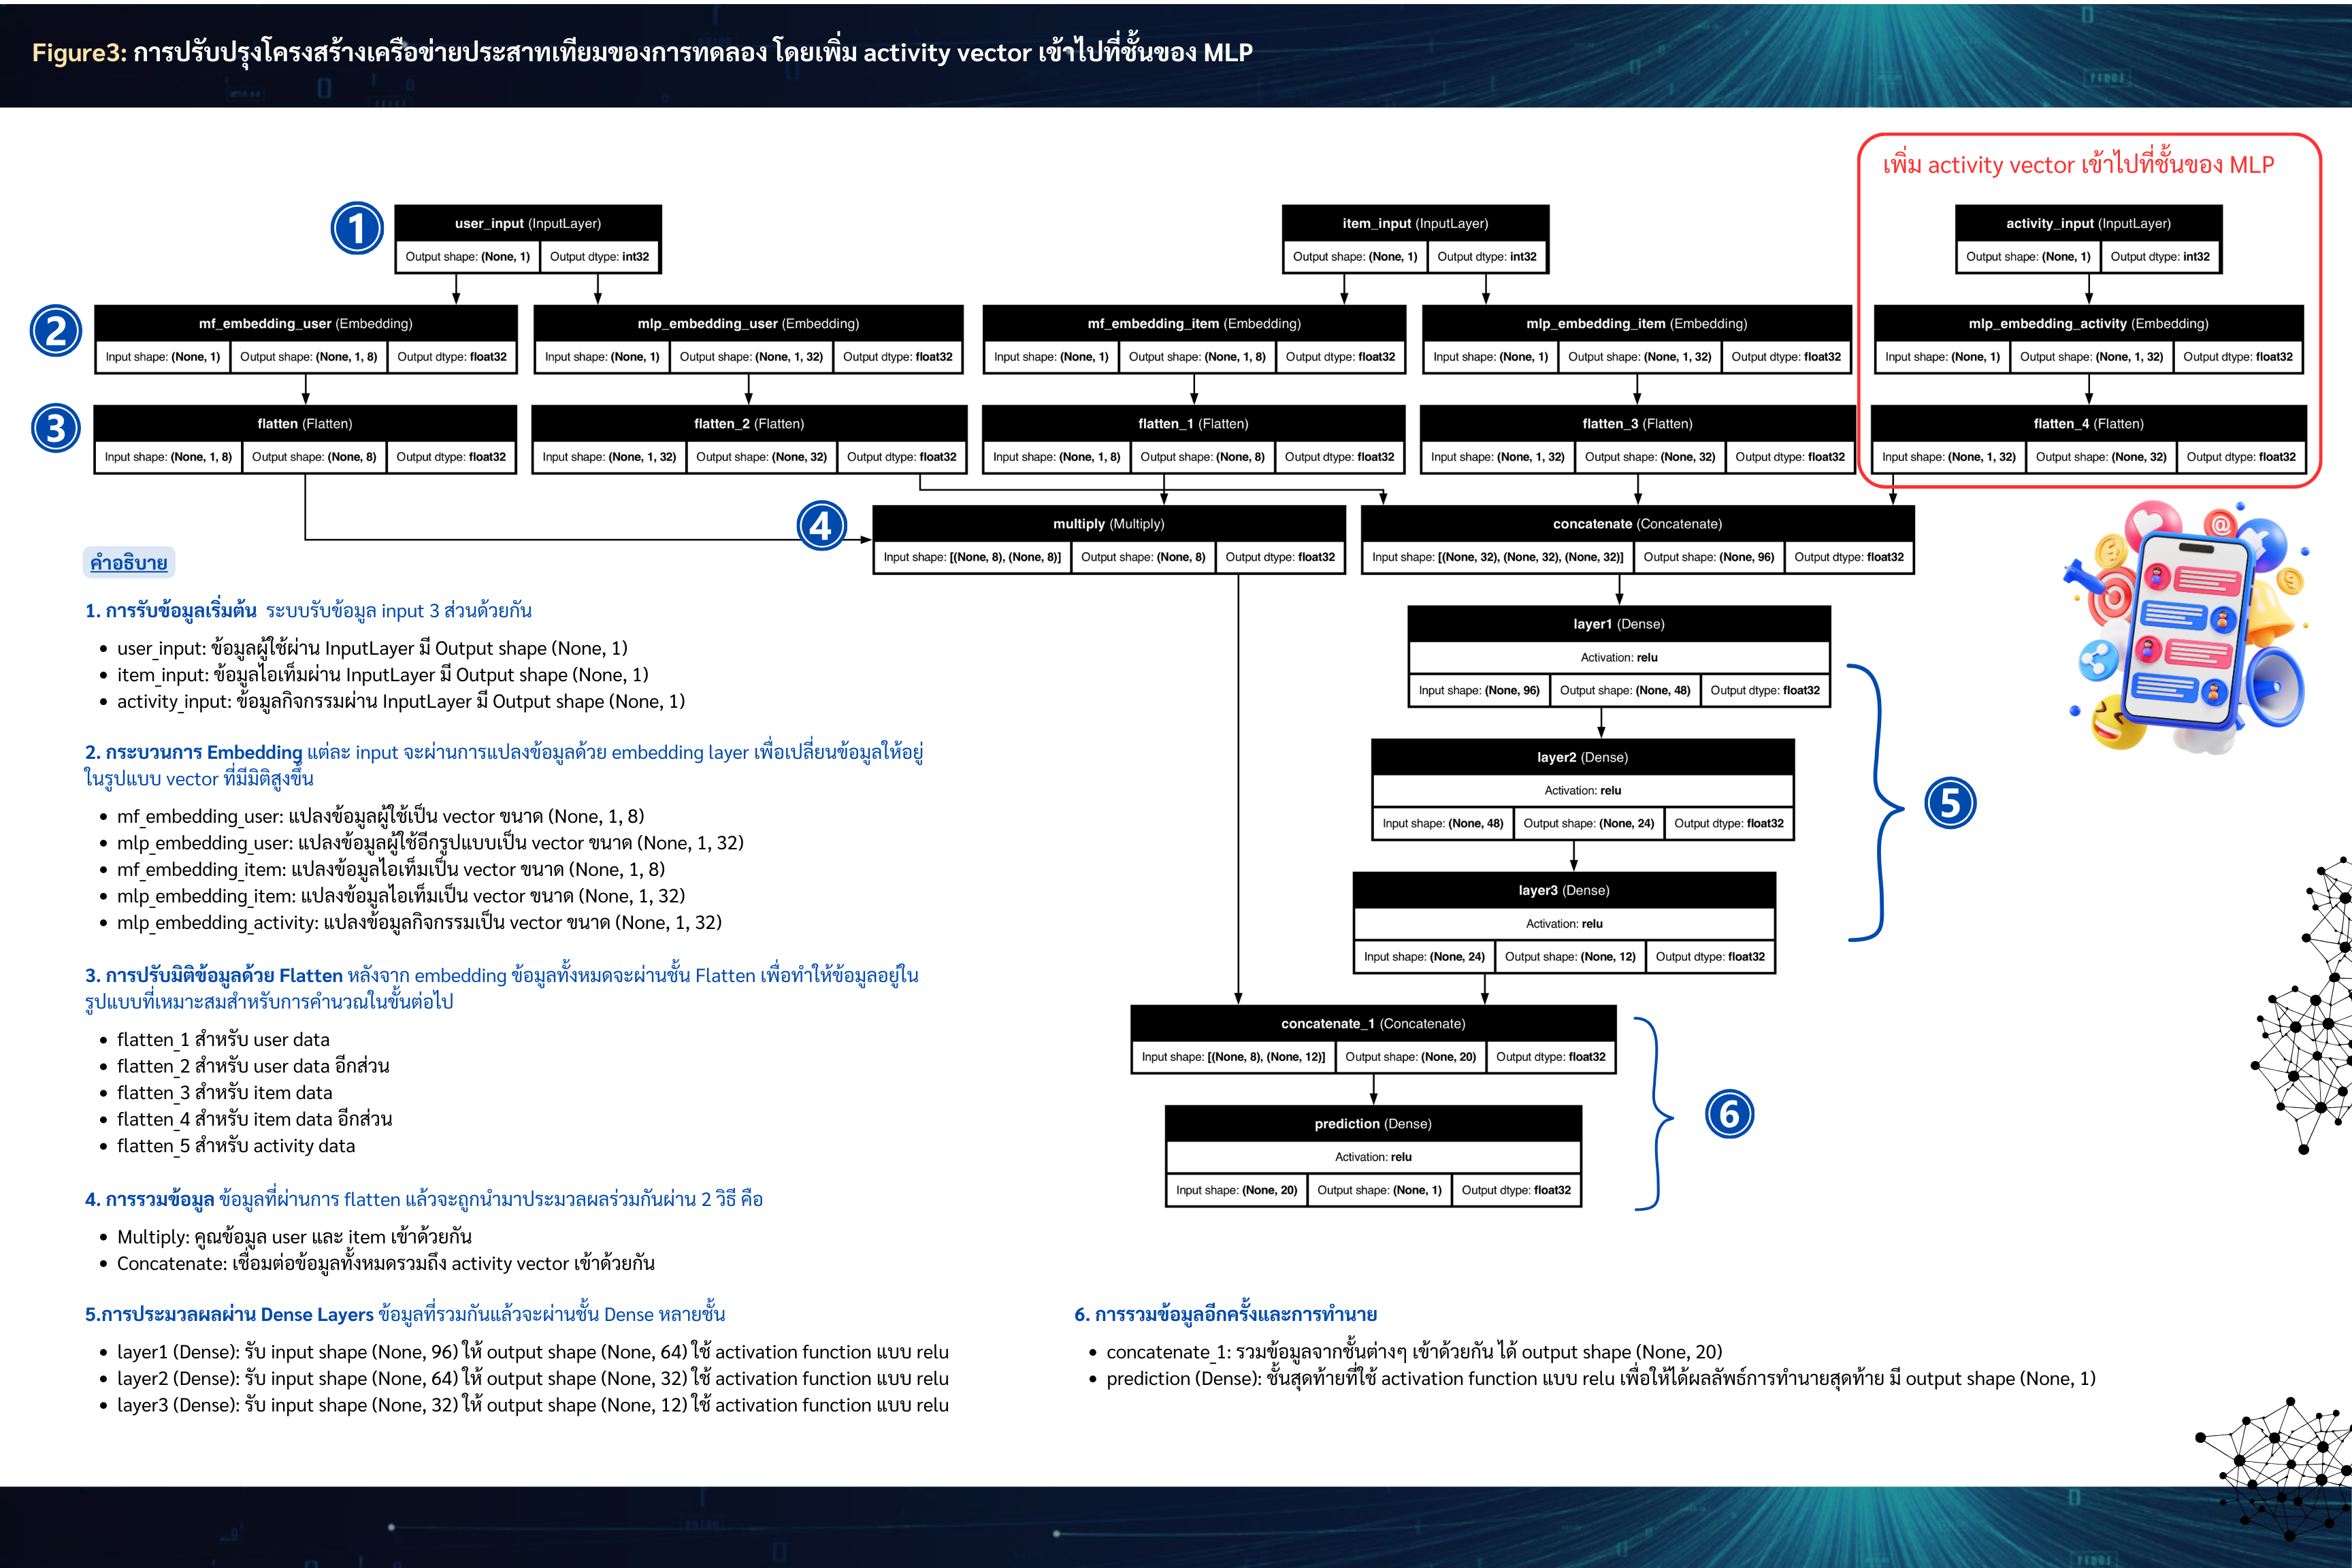 Figure3: การปรับปรุงโครงสร้างเครือข่ายประสาทเทียมของการทดลอง โดยเพิ่ม activity vector เข้าไปที่ชั้นของ MLP
เพิ่ม activity vector เข้าไปที่ชั้นของ MLP
1
user_input (InputLayer)
Output shape: (None, 1) Output dtype: int32
item_input (InputLayer)
Output shape: (None, 1) Output dtype: int32
activity_input (InputLayer)
Output shape: (None, 1) Output dtype: int32
2
mf_embedding_user (Embedding)
Input shape: (None, 1) Output shape: (None, 1, 8) Output dtype: float32
mlp_embedding_user (Embedding)
Input shape: (None, 1) Output shape: (None, 1, 32) Output dtype: float32
mf_embedding_item (Embedding)
Input shape: (None, 1) Output shape: (None, 1, 8) Output dtype: float32
mlp_embedding_item (Embedding)
Input shape: (None, 1) Output shape: (None, 1, 32) Output dtype: float32
mlp_embedding_activity (Embedding)
Input shape: (None, 1) Output shape: (None, 1, 32) Output dtype: float32
3
flatten (Flatten)
Input shape: (None, 1, 8) Output shape: (None, 8) Output dtype: float32
flatten_2 (Flatten)
Input shape: (None, 1, 32) Output shape: (None, 32) Output dtype: float32
flatten_1 (Flatten)
Input shape: (None, 1, 8) Output shape: (None, 8) Output dtype: float32
flatten_3 (Flatten)
Input shape: (None, 1, 32) Output shape: (None, 32) Output dtype: float32
flatten_4 (Flatten)
Input shape: (None, 1, 32) Output shape: (None, 32) Output dtype: float32
4
multiply (Multiply)
Input shape: [(None, 8), (None, 8)] Output shape: (None, 8) Output dtype: float32
concatenate (Concatenate)
Input shape: [(None, 32), (None, 32), (None, 32)] Output shape: (None, 96) Output dtype: float32
layer1 (Dense)
Activation: relu
Input shape: (None, 96) Output shape: (None, 48) Output dtype: float32
layer2 (Dense)
Activation: relu
Input shape: (None, 48) Output shape: (None, 24) Output dtype: float32
5
layer3 (Dense)
Activation: relu
Input shape: (None, 24) Output shape: (None, 12) Output dtype: float32
concatenate_1 (Concatenate)
Input shape: [(None, 8), (None, 12)] Output shape: (None, 20) Output dtype: float32
6
prediction (Dense)
Activation: relu
Input shape: (None, 20) Output shape: (None, 1) Output dtype: float32
คำอธิบาย
1. การรับข้อมูลเริ่มต้น ระบบรับข้อมูล input 3 ส่วนด้วยกัน
• user_input: ข้อมูลผู้ใช้ผ่าน InputLayer มี Output shape (None, 1)
• item_input: ข้อมูลไอเท็มผ่าน InputLayer มี Output shape (None, 1)
• activity_input: ข้อมูลกิจกรรมผ่าน InputLayer มี Output shape (None, 1)
2. กระบวนการ Embedding แต่ละ input จะผ่านการแปลงข้อมูลด้วย embedding layer เพื่อเปลี่ยนข้อมูลให้อยู่
ในรูปแบบ vector ที่มีมิติสูงขึ้น
• mf_embedding_user: แปลงข้อมูลผู้ใช้เป็น vector ขนาด (None, 1, 8)
• mlp_embedding_user: แปลงข้อมูลผู้ใช้อีกรูปแบบเป็น vector ขนาด (None, 1, 32)
• mf_embedding_item: แปลงข้อมูลไอเท็มเป็น vector ขนาด (None, 1, 8)
• mlp_embedding_item: แปลงข้อมูลไอเท็มเป็น vector ขนาด (None, 1, 32)
• mlp_embedding_activity: แปลงข้อมูลกิจกรรมเป็น vector ขนาด (None, 1, 32)
3. การปรับมิติข้อมูลด้วย Flatten หลังจาก embedding ข้อมูลทั้งหมดจะผ่านชั้น Flatten เพื่อทำให้ข้อมูลอยู่ใน
รูปแบบที่เหมาะสมสำหรับการคำนวณในขั้นต่อไป
• flatten_1 สำหรับ user data
• flatten_2 สำหรับ user data อีกส่วน
• flatten_3 สำหรับ item data
• flatten_4 สำหรับ item data อีกส่วน
• flatten_5 สำหรับ activity data
4. การรวมข้อมูล ข้อมูลที่ผ่านการ flatten แล้วจะถูกนำมาประมวลผลร่วมกันผ่าน 2 วิธี คือ
• Multiply: คูณข้อมูล user และ item เข้าด้วยกัน
• Concatenate: เชื่อมต่อข้อมูลทั้งหมดรวมถึง activity vector เข้าด้วยกัน
5.การประมวลผลผ่าน Dense Layers ข้อมูลที่รวมกันแล้วจะผ่านชั้น Dense หลายชั้น
• layer1 (Dense): รับ input shape (None, 96) ให้ output shape (None, 64) ใช้ activation function แบบ relu
• layer2 (Dense): รับ input shape (None, 64) ให้ output shape (None, 32) ใช้ activation function แบบ relu
• layer3 (Dense): รับ input shape (None, 32) ให้ output shape (None, 12) ใช้ activation function แบบ relu
6. การรวมข้อมูลอีกครั้งและการทำนาย
• concatenate_1: รวมข้อมูลจากชั้นต่างๆ เข้าด้วยกัน ได้ output shape (None, 20)
• prediction (Dense): ชั้นสุดท้ายที่ใช้ activation function แบบ relu เพื่อให้ได้ผลลัพธ์การทำนายสุดท้าย มี output shape (None, 1)